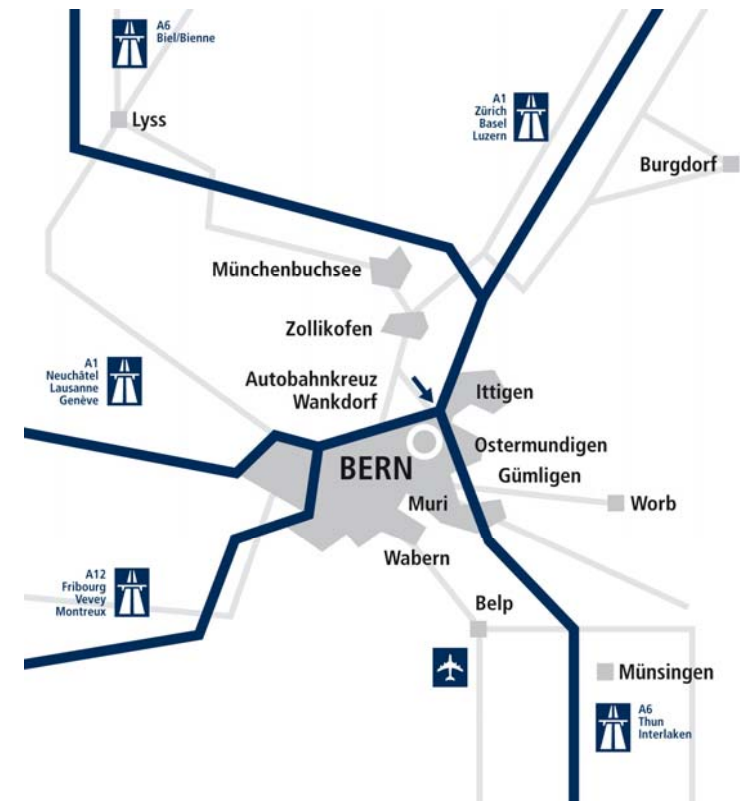 A6
Biel/Bienne
Lyss
A1
Zürich
Basel
Luzern
Burgdorf
Münchenbuchsee
Zollikofen
A1
Neuchâtel
Lausanne
Genève
Autobahnkreuz
Wankdorf
Ittigen
Ostermundigen
BERN
Gümligen
Muri
Worb
Wabern
A12
Fribourg
Vevey
Montreux
Belp
Münsingen
A6
Thun
Interlaken